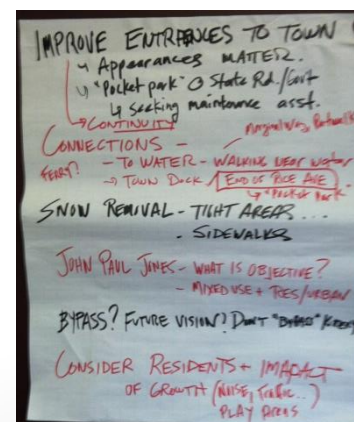 IMPROVE ENTRANCES TO TOWN
↳ Appearances MATTER.
↳ "Pocket park" @ State Rd./Govt
↳ seeking maintenance asst.
→ CONTINUITY
Marginal Way,
CONNECTIONS -
FERRY? - TO WATER - WALKING NEAR WATER
→ TOWN DOCK / END OF RICE AVE
↳ "Pocket Park
SNOW REMOVAL - TIGHT AREAS...
- SIDEWALKS
JOHN PAUL JONES - WHAT IS OBJECTIVE?
- MIXED USE + RES/URBAN
BYPASS? FUTURE VISION? DON'T "BYPASS"
CONSIDER RESIDENTS + IMPACT
OF GROWTH (NOISE, TRAFFIC..)
PLAY AREAS